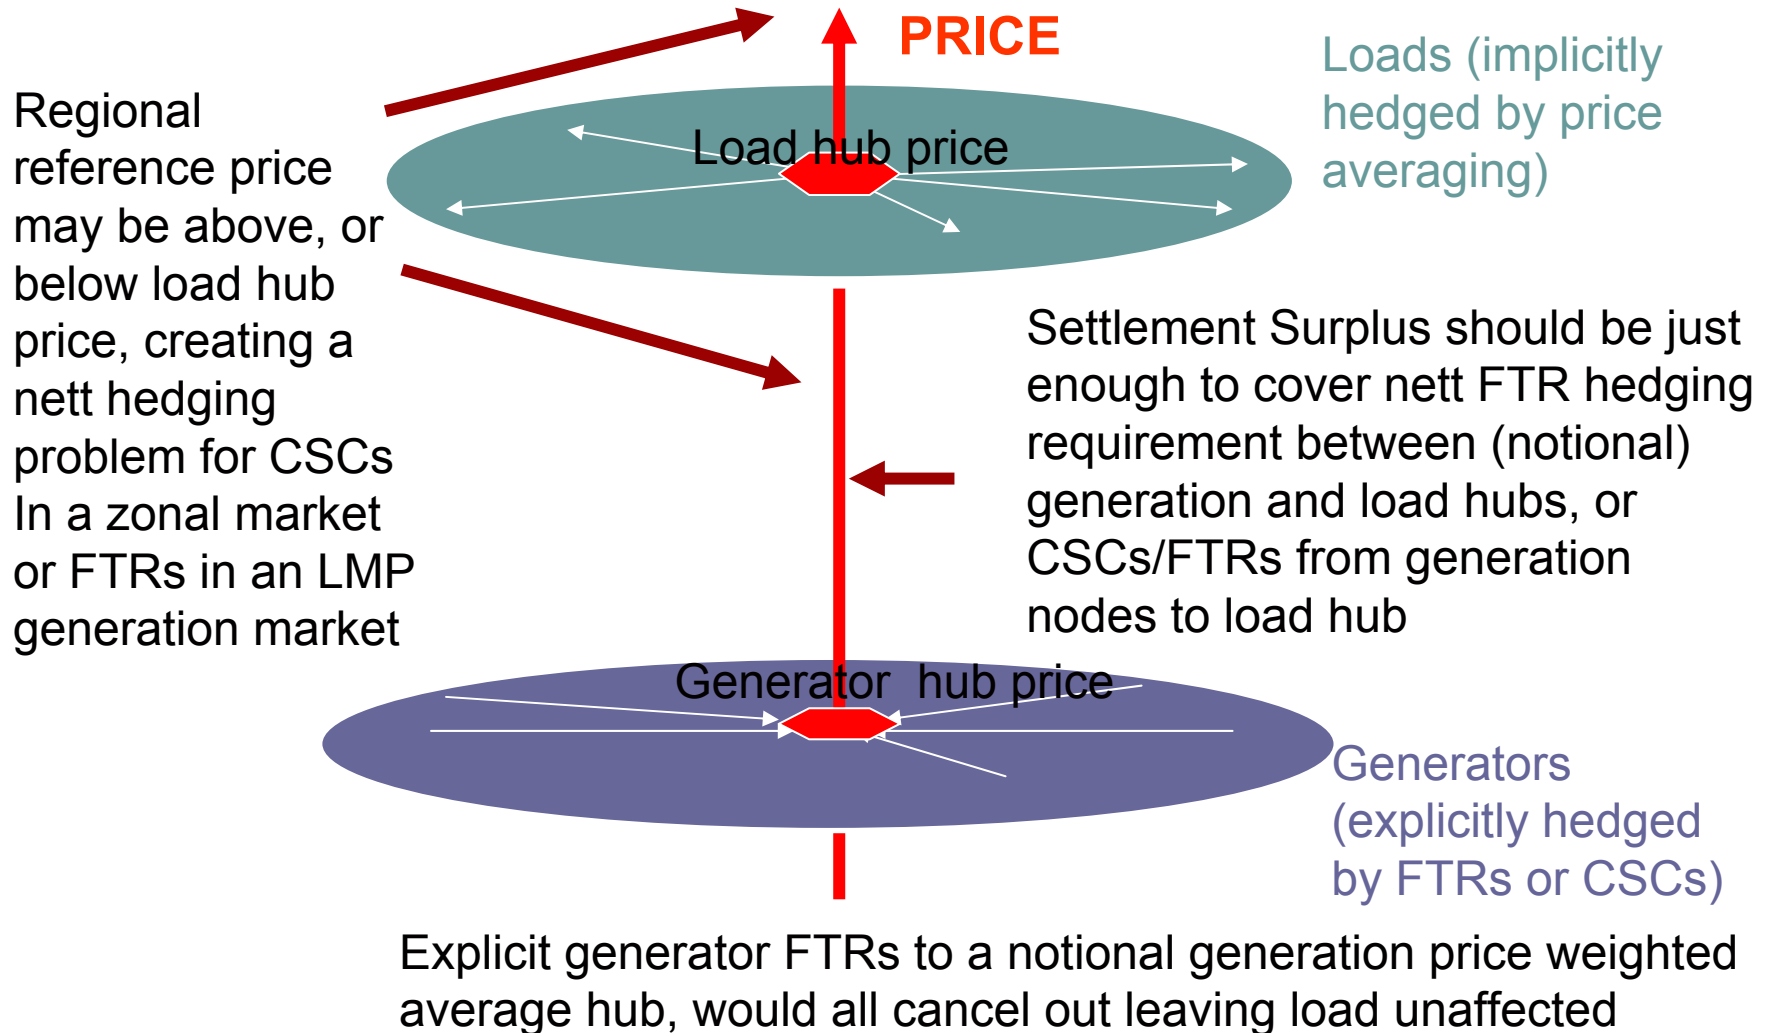 PRICE
Loads (implicitly
hedged by price
averaging)
Regional
reference price
may be above, or
below load hub
price, creating a
nett hedging
problem for CSCs
In a zonal market
or FTRs in an LMP
generation market
Load hub price
Settlement Surplus should be just
enough to cover nett FTR hedging
requirement between (notional)
generation and load hubs, or
CSCs/FTRs from generation
nodes to load hub
Generator  hub price
Generators
(explicitly hedged
by FTRs or CSCs)
Explicit generator FTRs to a notional generation price weighted
average hub, would all cancel out leaving load unaffected